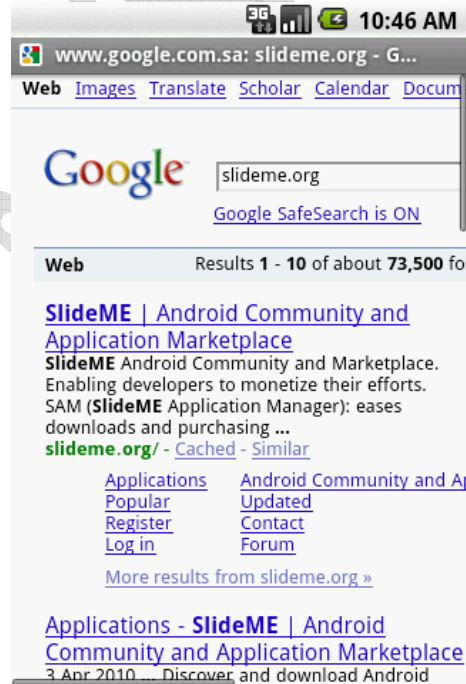 3G 10:46 AM
www.google.com.sa: slideme.org - G...
Web Images Translate Scholar Calendar Docum
Google slideme.org
Google SafeSearch is ON
Web Results 1 - 10 of about 73,500 fo
SlideME | Android Community and
Application Marketplace
SlideME Android Community and Marketplace.
Enabling developers to monetize their efforts.
SAM (SlideME Application Manager): eases
downloads and purchasing ...
slideme.org/ - Cached - Similar
Applications Android Community and Ap
Popular Updated
Register Contact
Log in Forum
More results from slideme.org »
Applications - SlideME | Android
Community and Application Marketplace
3 Apr 2010 ... Discover and download Android